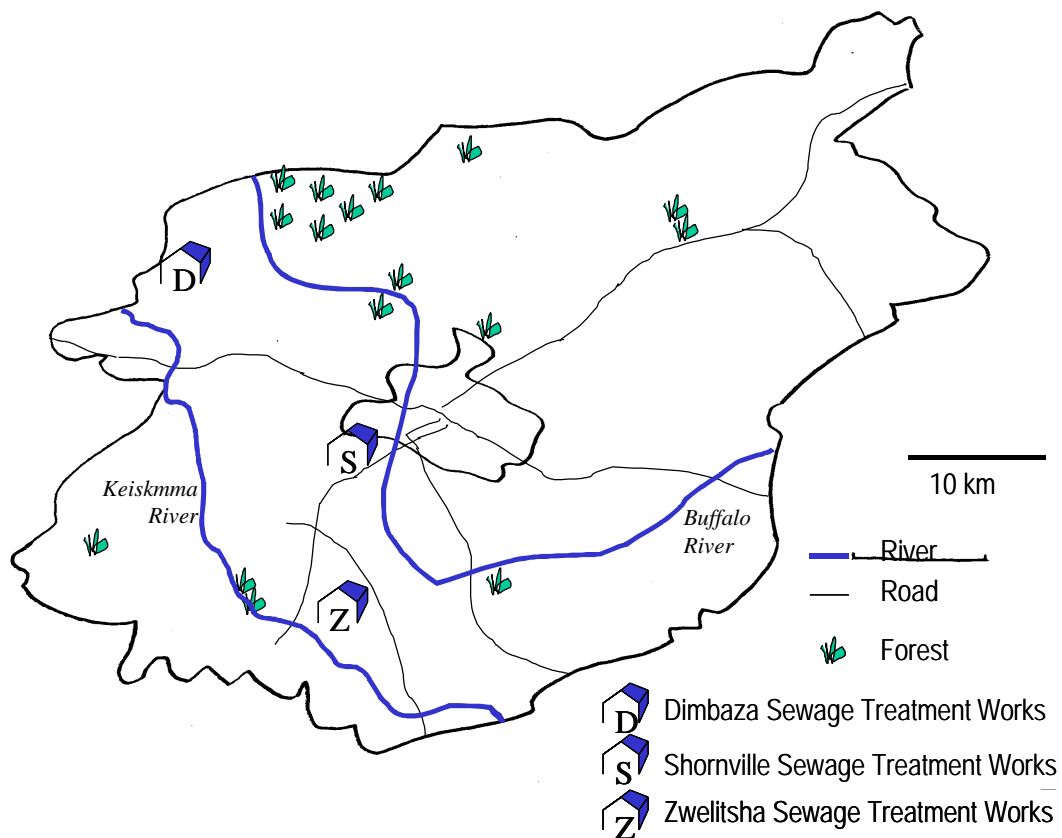 D
S
Keiskmma
River
10 km
Buffalo
River
River
Road
Z
Forest
D Dimbaza Sewage Treatment Works
S Shornville Sewage Treatment Works
Z Zwelitsha Sewage Treatment Works